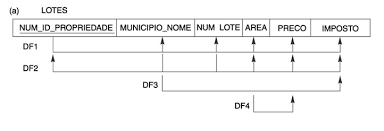 (a) LOTES
NUM_ID_PROPRIEDADE MUNICIPIO_NOME NUM LOTE AREA PRECO IMPOSTO
DF1
DF2
DF3
DF4